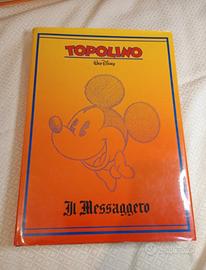 TOPOLINO
WALT DISNEY
Il Messaggero